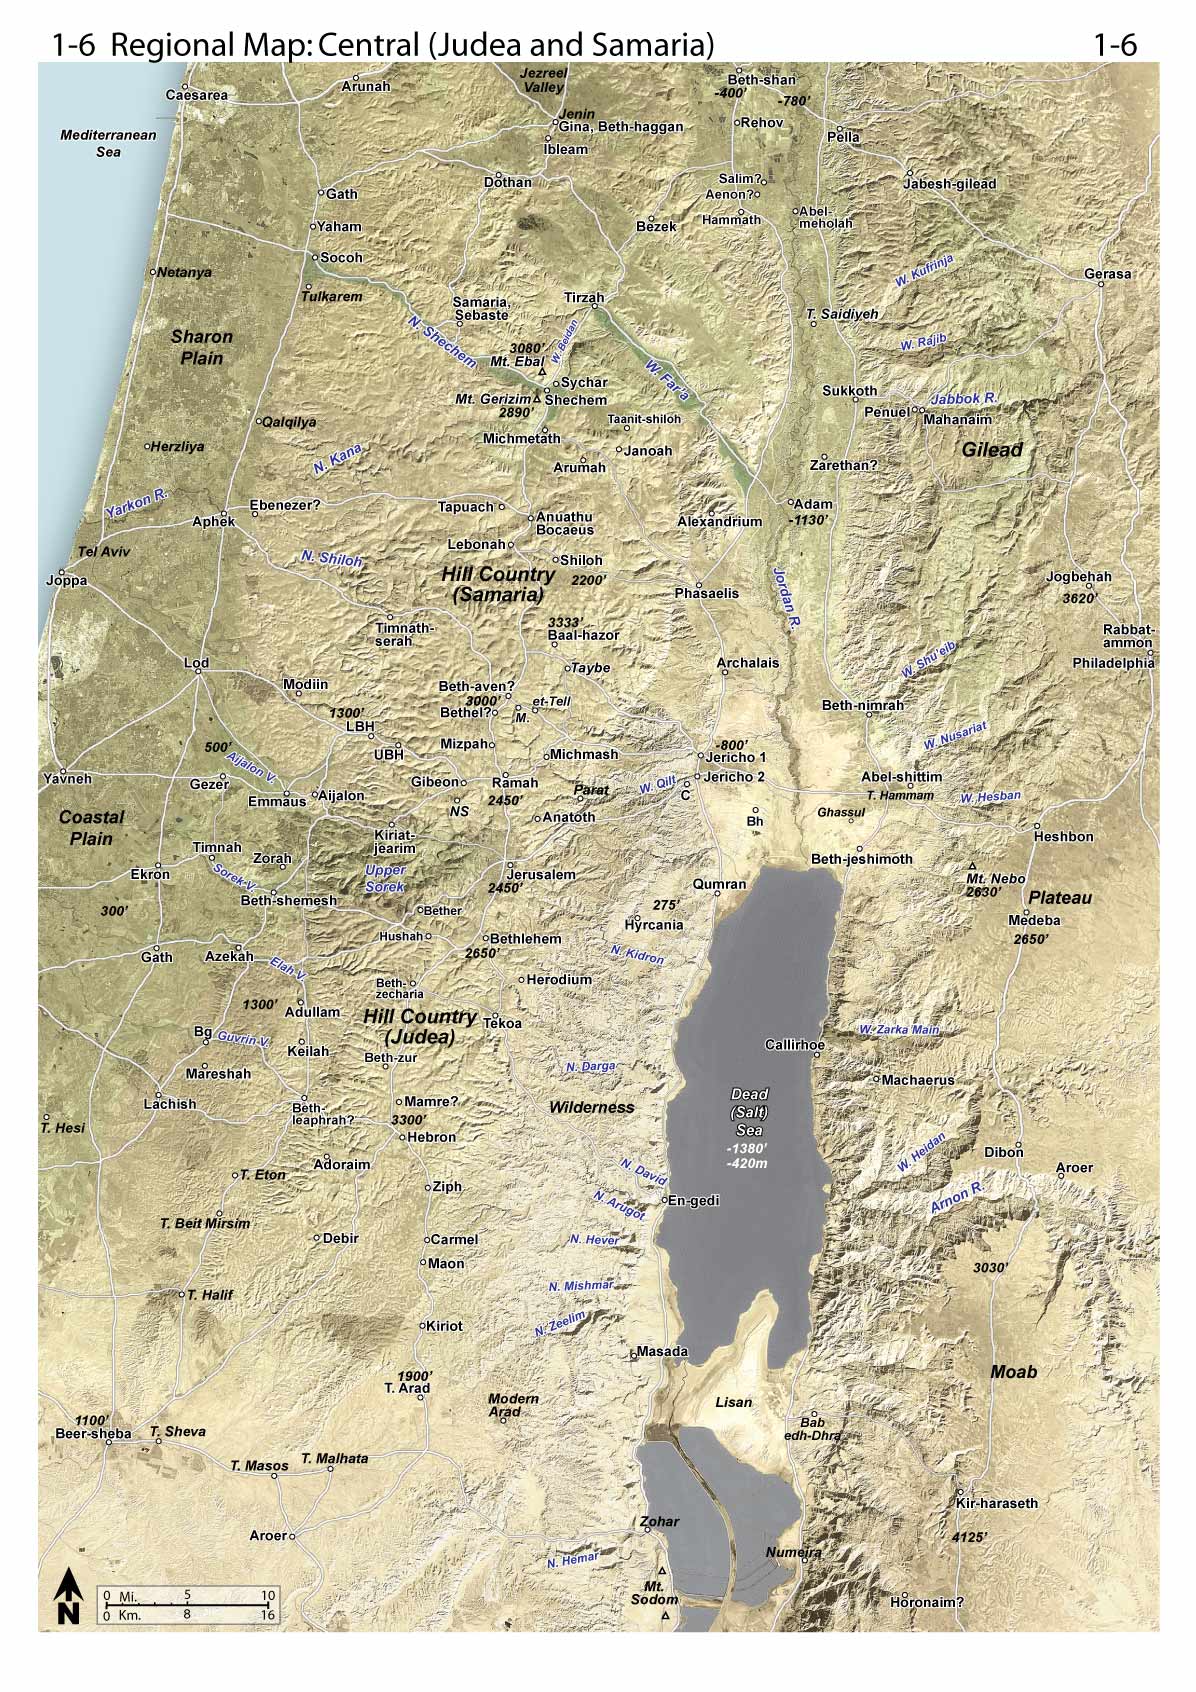 1-6 Regional Map: Central (Judea and Samaria)
1-6
Jezreel
Valley
Beth-shan
-400'
-780'
Caesarea
Arunah
Jenin
Gina, Beth-haggan
Rehov
Mediterranean
Sea
Pella
Ibleam
Dothan
Salim?
Aenon?
Jabesh-gilead
Gath
Hammath
Abel-
meholah
Yaham
Bezek
Socoh
Netanya
W. Kufrinja
Gerasa
Tulkarem
Samaria,
Sebaste
Tirzah
T. Saidiyeh
Sharon
Plain
N. Shechem
W. Beidan
3080'
Mt. Ebal
W. Rajib
W. Far'a
Sychar
Mt. Gerizim
2890'
Shechem
Sukkoth
Penuel
Jabbok R.
Mahanaim
Qalqilya
Taanit-shiloh
Michmetath
Herzliya
N. Kana
Janoah
Gilead
Arumah
Zarethan?
Yarkon R.
Ebenezer?
Tapuach
Adam
-1130'
Aphek
Anuathu
Bocaeus
Alexandrium
Tel Aviv
Lebonah
N. Shiloh
Shiloh
Joppa
Hill Country
(Samaria)
2200'
Jordan R.
Phasaelis
Jogbehah
3620'
Timnath-
serah
3333'
Baal-hazor
Rabbat-
ammon
Philadelphia
Lod
Taybe
Archalais
W. Shu'eib
Modiin
Beth-aven?
3000'
Bethel?
et-Tell
M.
Beth-nimrah
1300'
LBH
UBH
500'
Mizpah
Michmash
-800'
Jericho 1
W. Nusariat
Aijalon V.
Yavneh
Gezer
Gibeon
Ramah
2450'
Jericho 2
Abel-shittim
T. Hammam
Emmaus
Aijalon
Parat
W. Qilt
C
W. Hesban
NS
Anatoth
Bh
Ghassul
Coastal
Plain
Kiriat-
jearim
Heshbon
Timnah
Zorah
Beth-jeshimoth
Ekron
Sorek V.
Upper
Sorek
Jerusalem
2450'
Qumran
Mt. Nebo
2630'
Plateau
Beth-shemesh
300'
Bether
275'
Hyrcania
Medeba
2650'
Hushah
Bethlehem
2650'
Gath
Azekah
Elah V.
N. Kidron
Beth-
zecharia
Herodium
1300'
Adullam
Hill Country
(Judea)
Tekoa
Bg
Guvrin V.
Keilah
Beth-zur
Callirhoe
W. Zarka Main
Mareshah
N. Darga
Machaerus
Lachish
Beth-
leaphrah?
Mamre?
3300'
Wilderness
Dead
(Salt)
Sea
-1380'
-420m
T. Hesi
Hebron
Dibon
W. Heidan
Adoraim
Aroer
T. Eton
Ziph
N. David
Arnon R.
N. Arugot
En-gedi
T. Beit Mirsim
Debir
Carmel
N. Hever
Maon
3030'
T. Halif
N. Mishmar
Kiriot
N. Zeelim
Masada
Moab
1900'
T. Arad
Modern
Arad
Lisan
1100'
Beer-sheba
T. Sheva
Bab
edh-Dhra
T. Masos
T. Malhata
Kir-haraseth
Aroer
Zohar
4125'
N. Hemar
Numeira
Mt.
Sodom
Horonaim?
N
0 Mi. 5 10
0 Km. 8 16